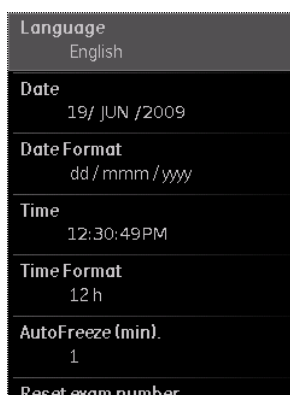 Language
English
Date
19/ JUN /2009
Date Format
dd / mmm / yyyy
Time
12:30:49PM
Time Format
12 h
AutoFreeze (min).
1
Reset exam number